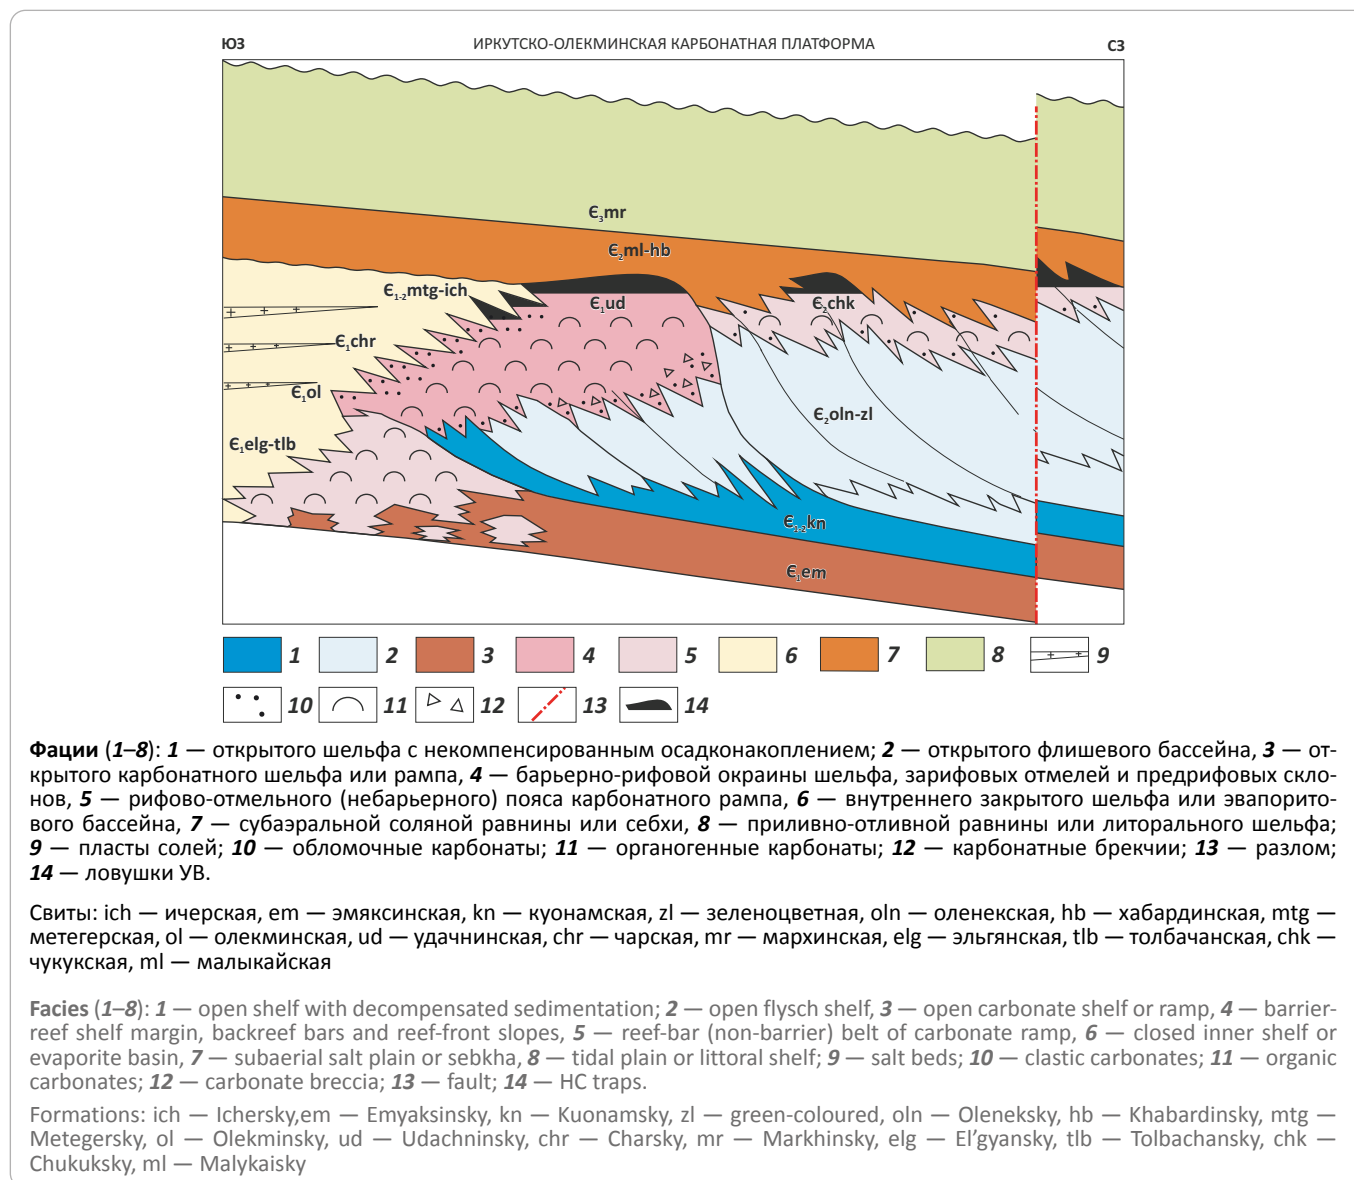 ЮЗ ИРКУТСКО-ОЛЕКМИНСКАЯ КАРБОНАТНАЯ ПЛАТФОРМА СЗ
Є₃mr
Є₂ml-hb
Є₁₋₂mtg-ich
Є₁ud
Є₂chk
Є₁chr
Є₁ol
Є₂oln-zl
Є₁elg-tlb
Є₁₋₂kn
Є₁em
1 2 3 4 5 6 7 8 9
10 11 12 13 14
Фации (1–8): 1 — открытого шельфа с некомпенсированным осадконакоплением; 2 — открытого флишевого бассейна, 3 — от-
крытого карбонатного шельфа или рампа, 4 — барьерно-рифовой окраины шельфа, зарифовых отмелей и предрифовых скло-
нов, 5 — рифово-отмельного (небарьерного) пояса карбонатного рампа, 6 — внутреннего закрытого шельфа или эвапорито-
вого бассейна, 7 — субаэральной соляной равнины или себхи, 8 — приливно-отливной равнины или литорального шельфа;
9 — пласты солей; 10 — обломочные карбонаты; 11 — органогенные карбонаты; 12 — карбонатные брекчии; 13 — разлом;
14 — ловушки УВ.
Свиты: ich — ичерская, em — эмяксинская, kn — куонамская, zl — зеленоцветная, oln — оленекская, hb — хабардинская, mtg —
метегерская, ol — олекминская, ud — удачнинская, chr — чарская, mr — мархинская, elg — эльгянская, tlb — толбачанская, chk —
чукукская, ml — малыкайская
Facies (1–8): 1 — open shelf with decompensated sedimentation; 2 — open flysch shelf, 3 — open carbonate shelf or ramp, 4 — barrier-
reef shelf margin, backreef bars and reef-front slopes, 5 — reef-bar (non-barrier) belt of carbonate ramp, 6 — closed inner shelf or
evaporite basin, 7 — subaerial salt plain or sebkha, 8 — tidal plain or littoral shelf; 9 — salt beds; 10 — clastic carbonates; 11 — organic
carbonates; 12 — carbonate breccia; 13 — fault; 14 — HC traps.
Formations: ich — Ichersky,em — Emyaksinsky, kn — Kuonamsky, zl — green-coloured, oln — Oleneksky, hb — Khabardinsky, mtg —
Metegersky, ol — Olekminsky, ud — Udachninsky, chr — Charsky, mr — Markhinsky, elg — El’gyansky, tlb — Tolbachansky, chk —
Chukuksky, ml — Malykaisky